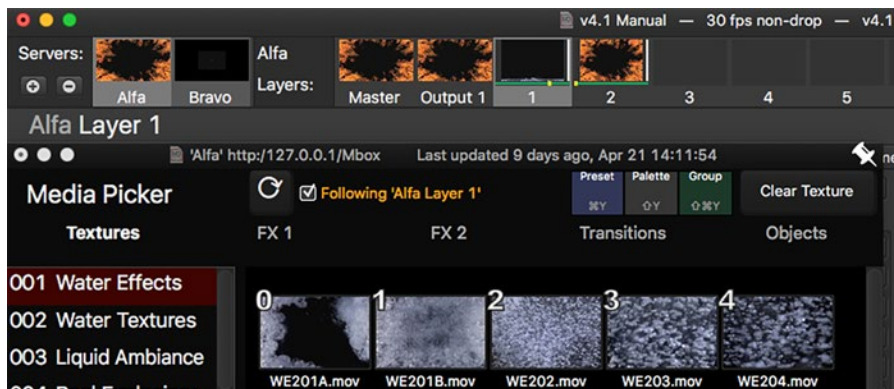 v4.1 Manual — 30 fps non-drop — v4.1
Servers:
Alfa
Bravo
Alfa
Layers:
Master
Output 1
1
2
3
4
5
Alfa Layer 1
'Alfa' http:/127.0.0.1/Mbox
Last updated 9 days ago, Apr 21 14:11:54
Media Picker
Following 'Alfa Layer 1'
Preset
⌘Y
Palette
⇧Y
Group
⇧⌘Y
Clear Texture
Textures
FX 1
FX 2
Transitions
Objects
001 Water Effects
002 Water Textures
003 Liquid Ambiance
0
1
2
3
4
WE201A.mov
WE201B.mov
WE202.mov
WE203.mov
WE204.mov